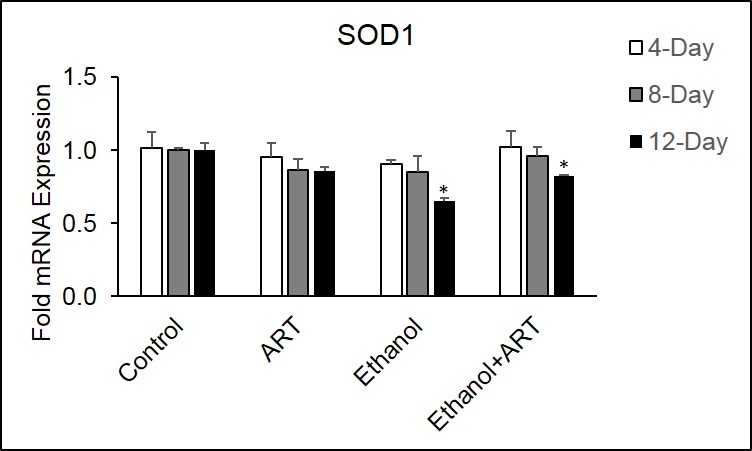 SOD1
4-Day
8-Day
12-Day
Fold mRNA Expression
1.5
1.0
0.5
0.0
*
*
Control
ART
Ethanol
Ethanol+ART